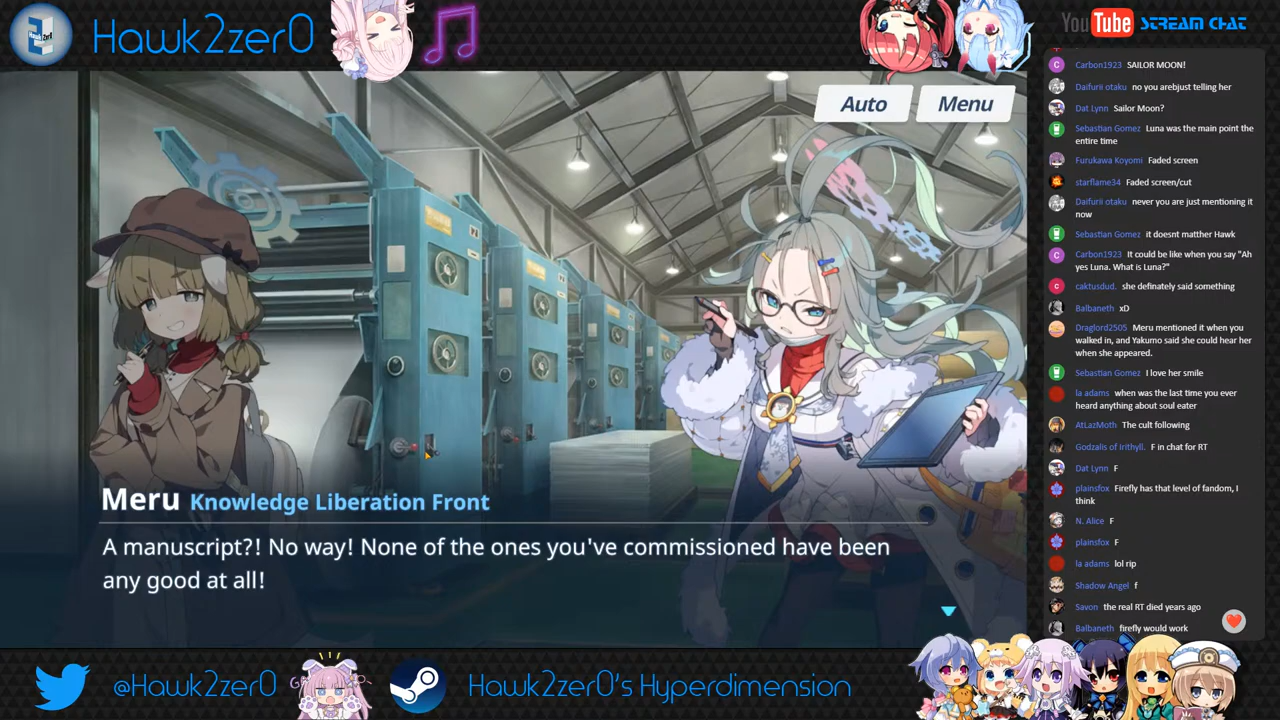 Hawk2zer0
YouTube STREAM CHAT
Auto
Menu
Meru Knowledge Liberation Front
A manuscript?! No way! None of the ones you've commissioned have been
any good at all!
Carbon1923 SAILOR MOON!
Daifurii otaku no you arebjust telling her
Dat Lynn Sailor Moon?
Sebastian Gomez Luna was the main point the
entire time
Furukawa Koyomi Faded screen
starflame34 Faded screen/cut
Daifurii otaku never you are just mentioning it
now
Sebastian Gomez it doesnt matther Hawk
Carbon1923 It could be like when you say "Ah
yes Luna. What is Luna?"
caktusdud. she definately said something
Balbaneth xD
Draglord2505 Meru mentioned it when you
walked in, and Yakumo said she could hear her
when she appeared.
Sebastian Gomez I love her smile
la adams when was the last time you ever
heard anything about soul eater
AtLazMoth The cult following
Godzalis of Irithyll. F in chat for RT
Dat Lynn F
plainsfox Firefly has that level of fandom, I
think
N. Alice F
plainsfox F
la adams lol rip
Shadow Angel f
Savon the real RT died years ago
Balbaneth firefly would work
@Hawk2zer0
Hawk2zer0's Hyperdimension